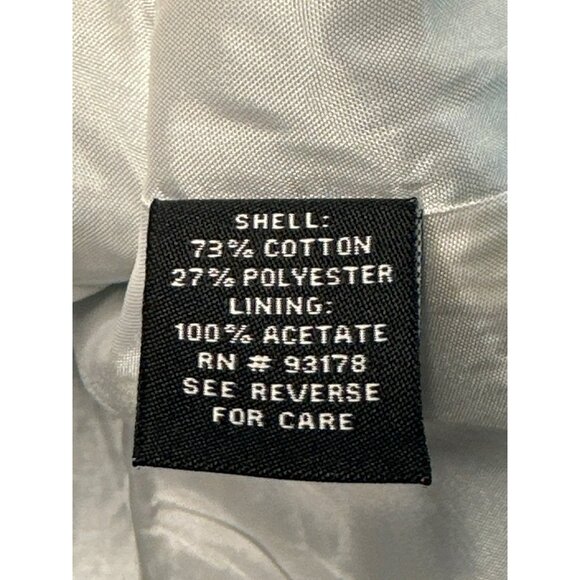 SHELL:
73% COTTON
27% POLYESTER
LINING:
100% ACETATE
RN # 93178
SEE REVERSE
FOR CARE